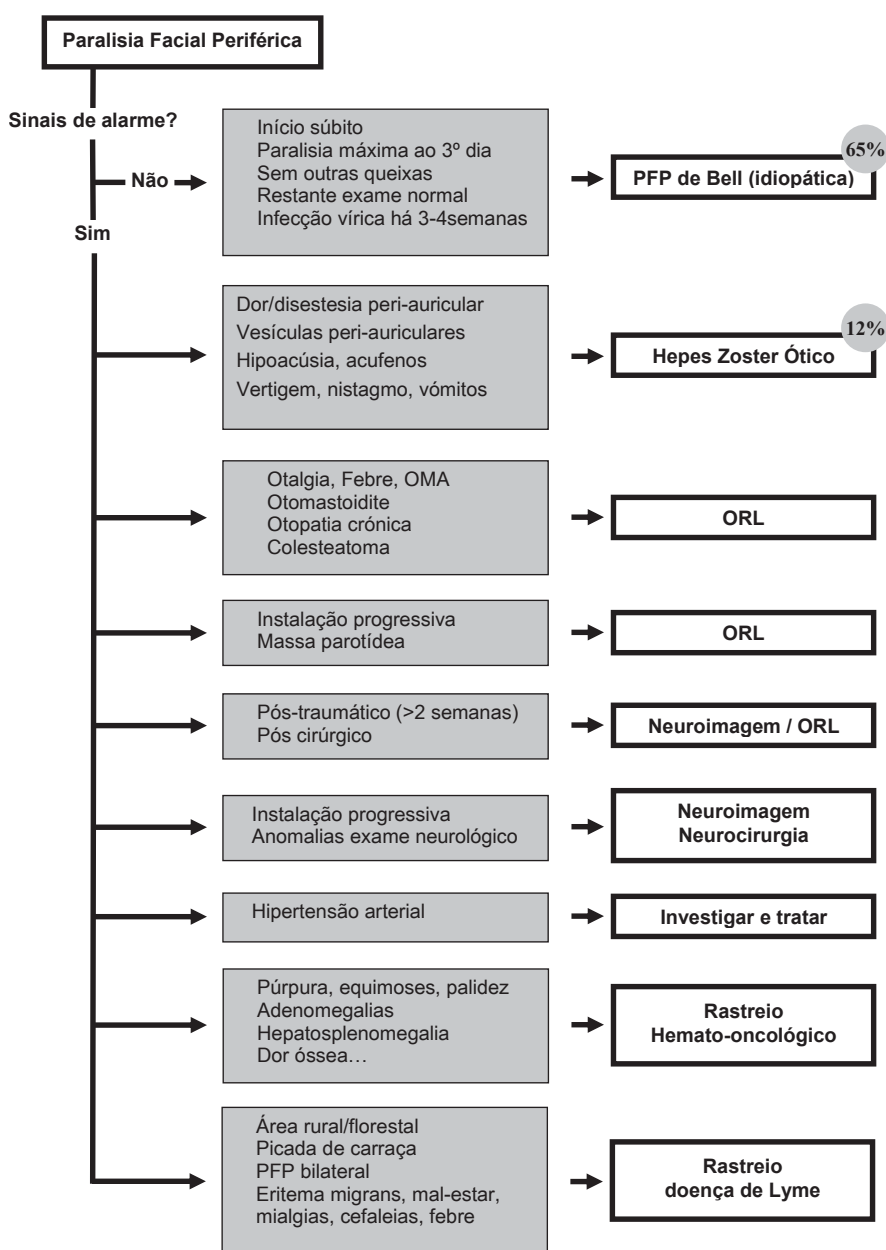 Paralisia Facial Periférica
Sinais de alarme?
Não
Início súbito
Paralisia máxima ao 3º dia
Sem outras queixas
Restante exame normal
Infecção vírica há 3-4semanas
65%
PFP de Bell (idiopática)
Sim
Dor/disestesia peri-auricular
Vesículas peri-auriculares
Hipoacúsia, acufenos
Vertigem, nistagmo, vómitos
12%
Hepes Zoster Ótico
Otalgia, Febre, OMA
Otomastoidite
Otopatia crónica
Colesteatoma
ORL
Instalação progressiva
Massa parotídea
ORL
Pós-traumático (>2 semanas)
Pós cirúrgico
Neuroimagem / ORL
Instalação progressiva
Anomalias exame neurológico
Neuroimagem
Neurocirurgia
Hipertensão arterial
Investigar e tratar
Púrpura, equimoses, palidez
Adenomegalias
Hepatosplenomegalia
Dor óssea…
Rastreio
Hemato-oncológico
Área rural/florestal
Picada de carraça
PFP bilateral
Eritema migrans, mal-estar,
mialgias, cefaleias, febre
Rastreio
doença de Lyme